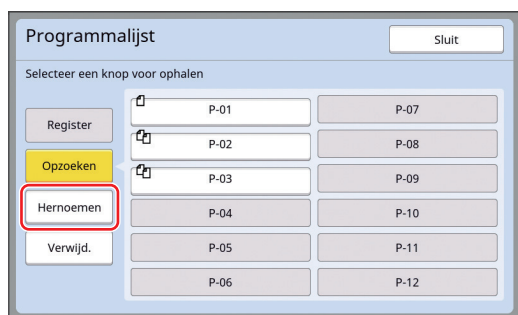 Programmalijst
Sluit
Selecteer een knop voor ophalen
Register
Opzoeken
Hernoemen
Verwijd.
P-01
P-02
P-03
P-04
P-05
P-06
P-07
P-08
P-09
P-10
P-11
P-12